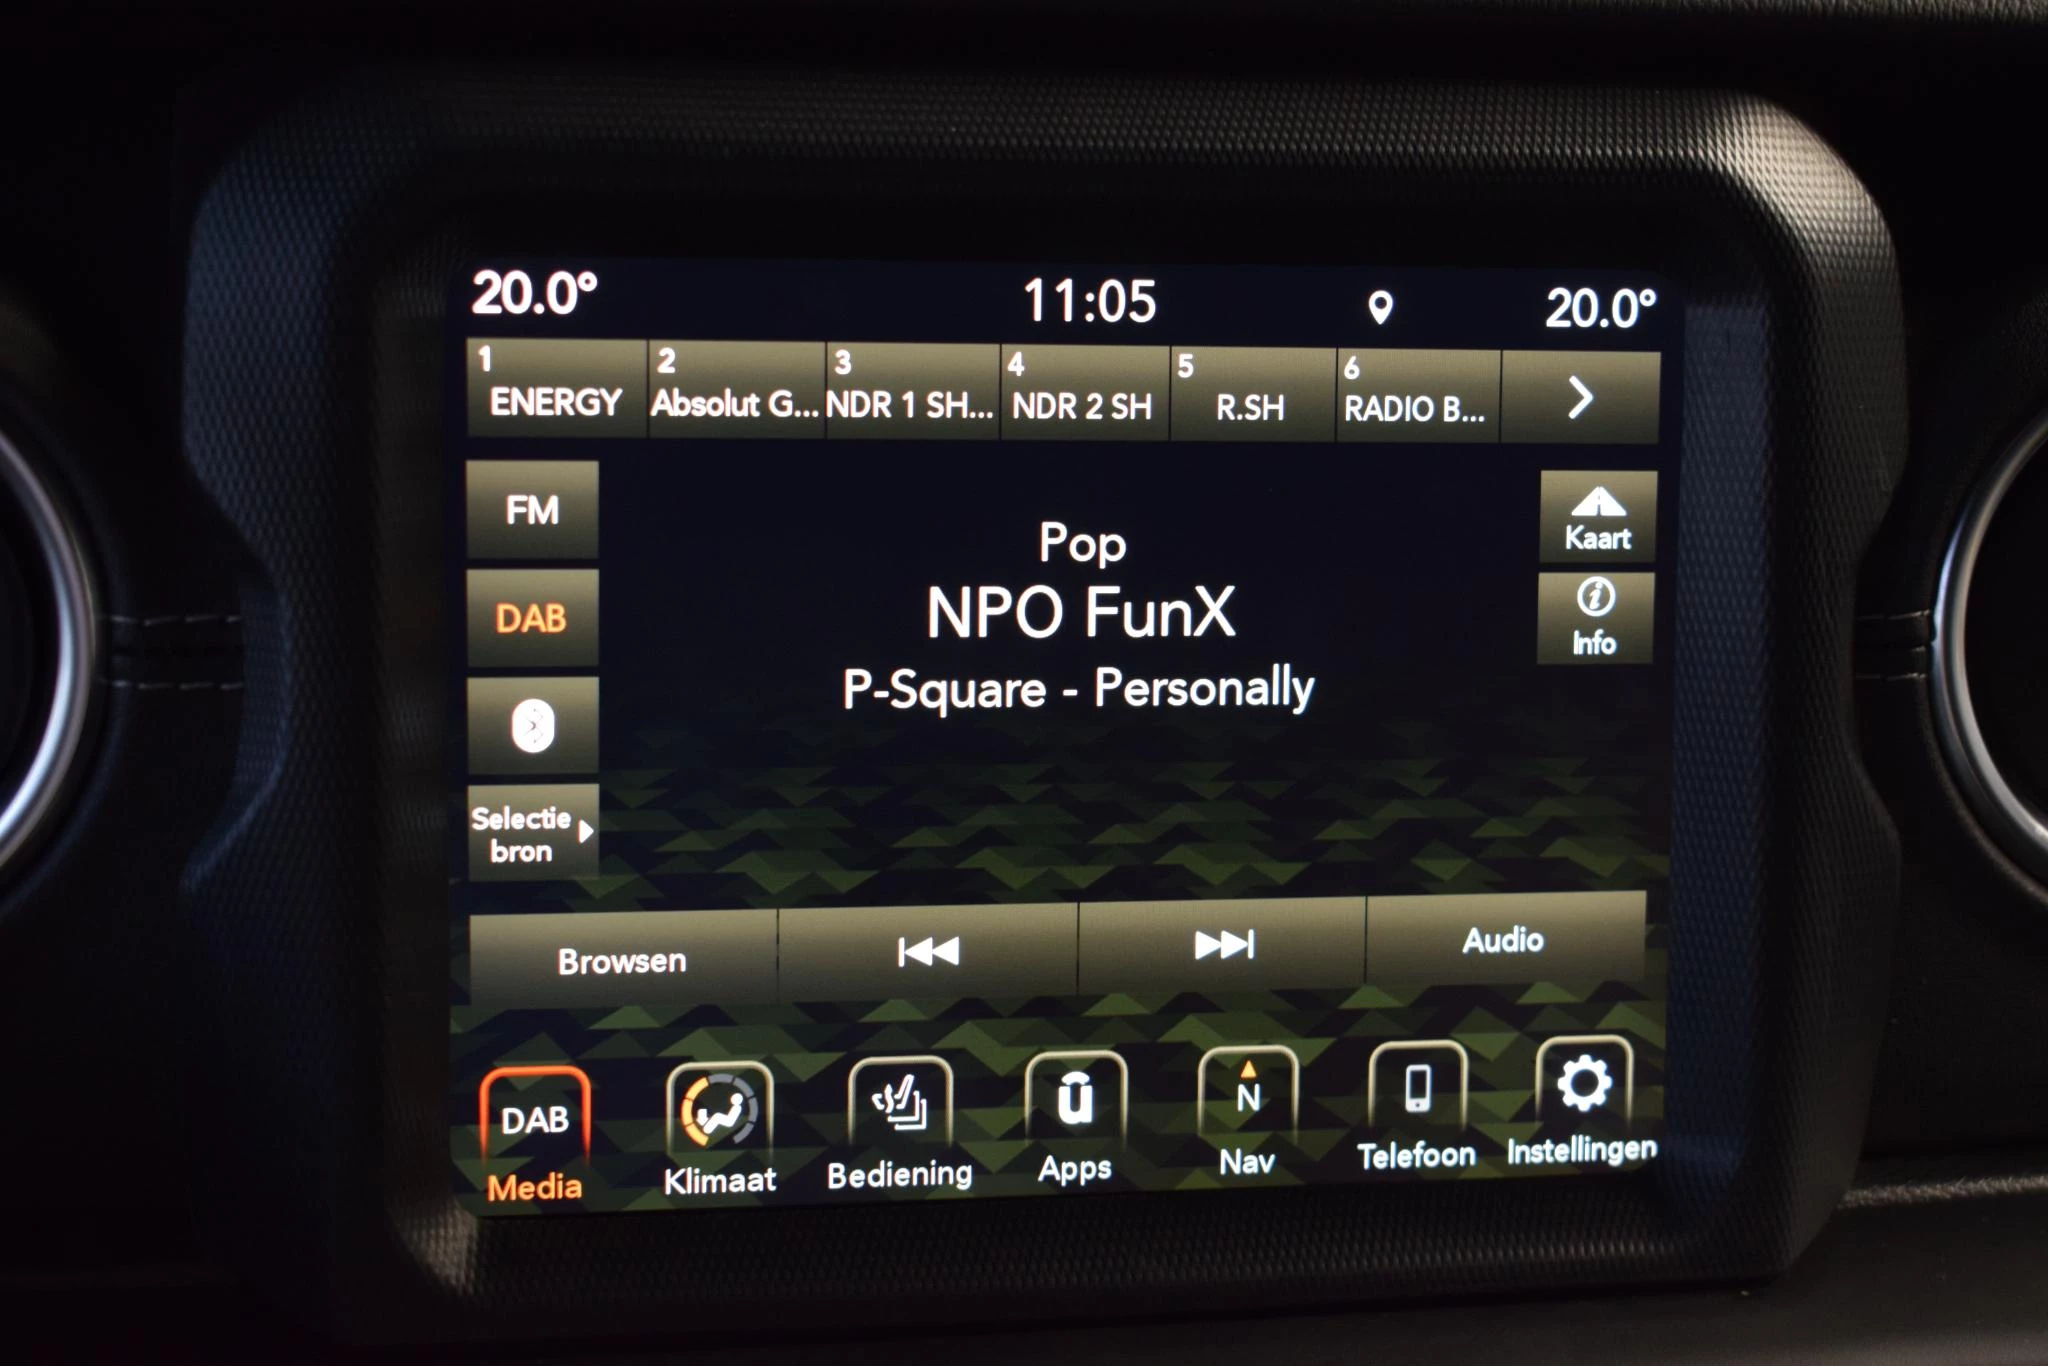 20.0° 11:05 20.0°
1 2 3 4 5 6
ENERGY Absolut G... NDR 1 SH... NDR 2 SH R.SH RADIO B...
FM
DAB
Selectie
bron
Pop
NPO FunX
P-Square - Personally
Kaart
Info
Browsen Audio
DAB N
Media Klimaat Bediening Apps Nav Telefoon Instellingen